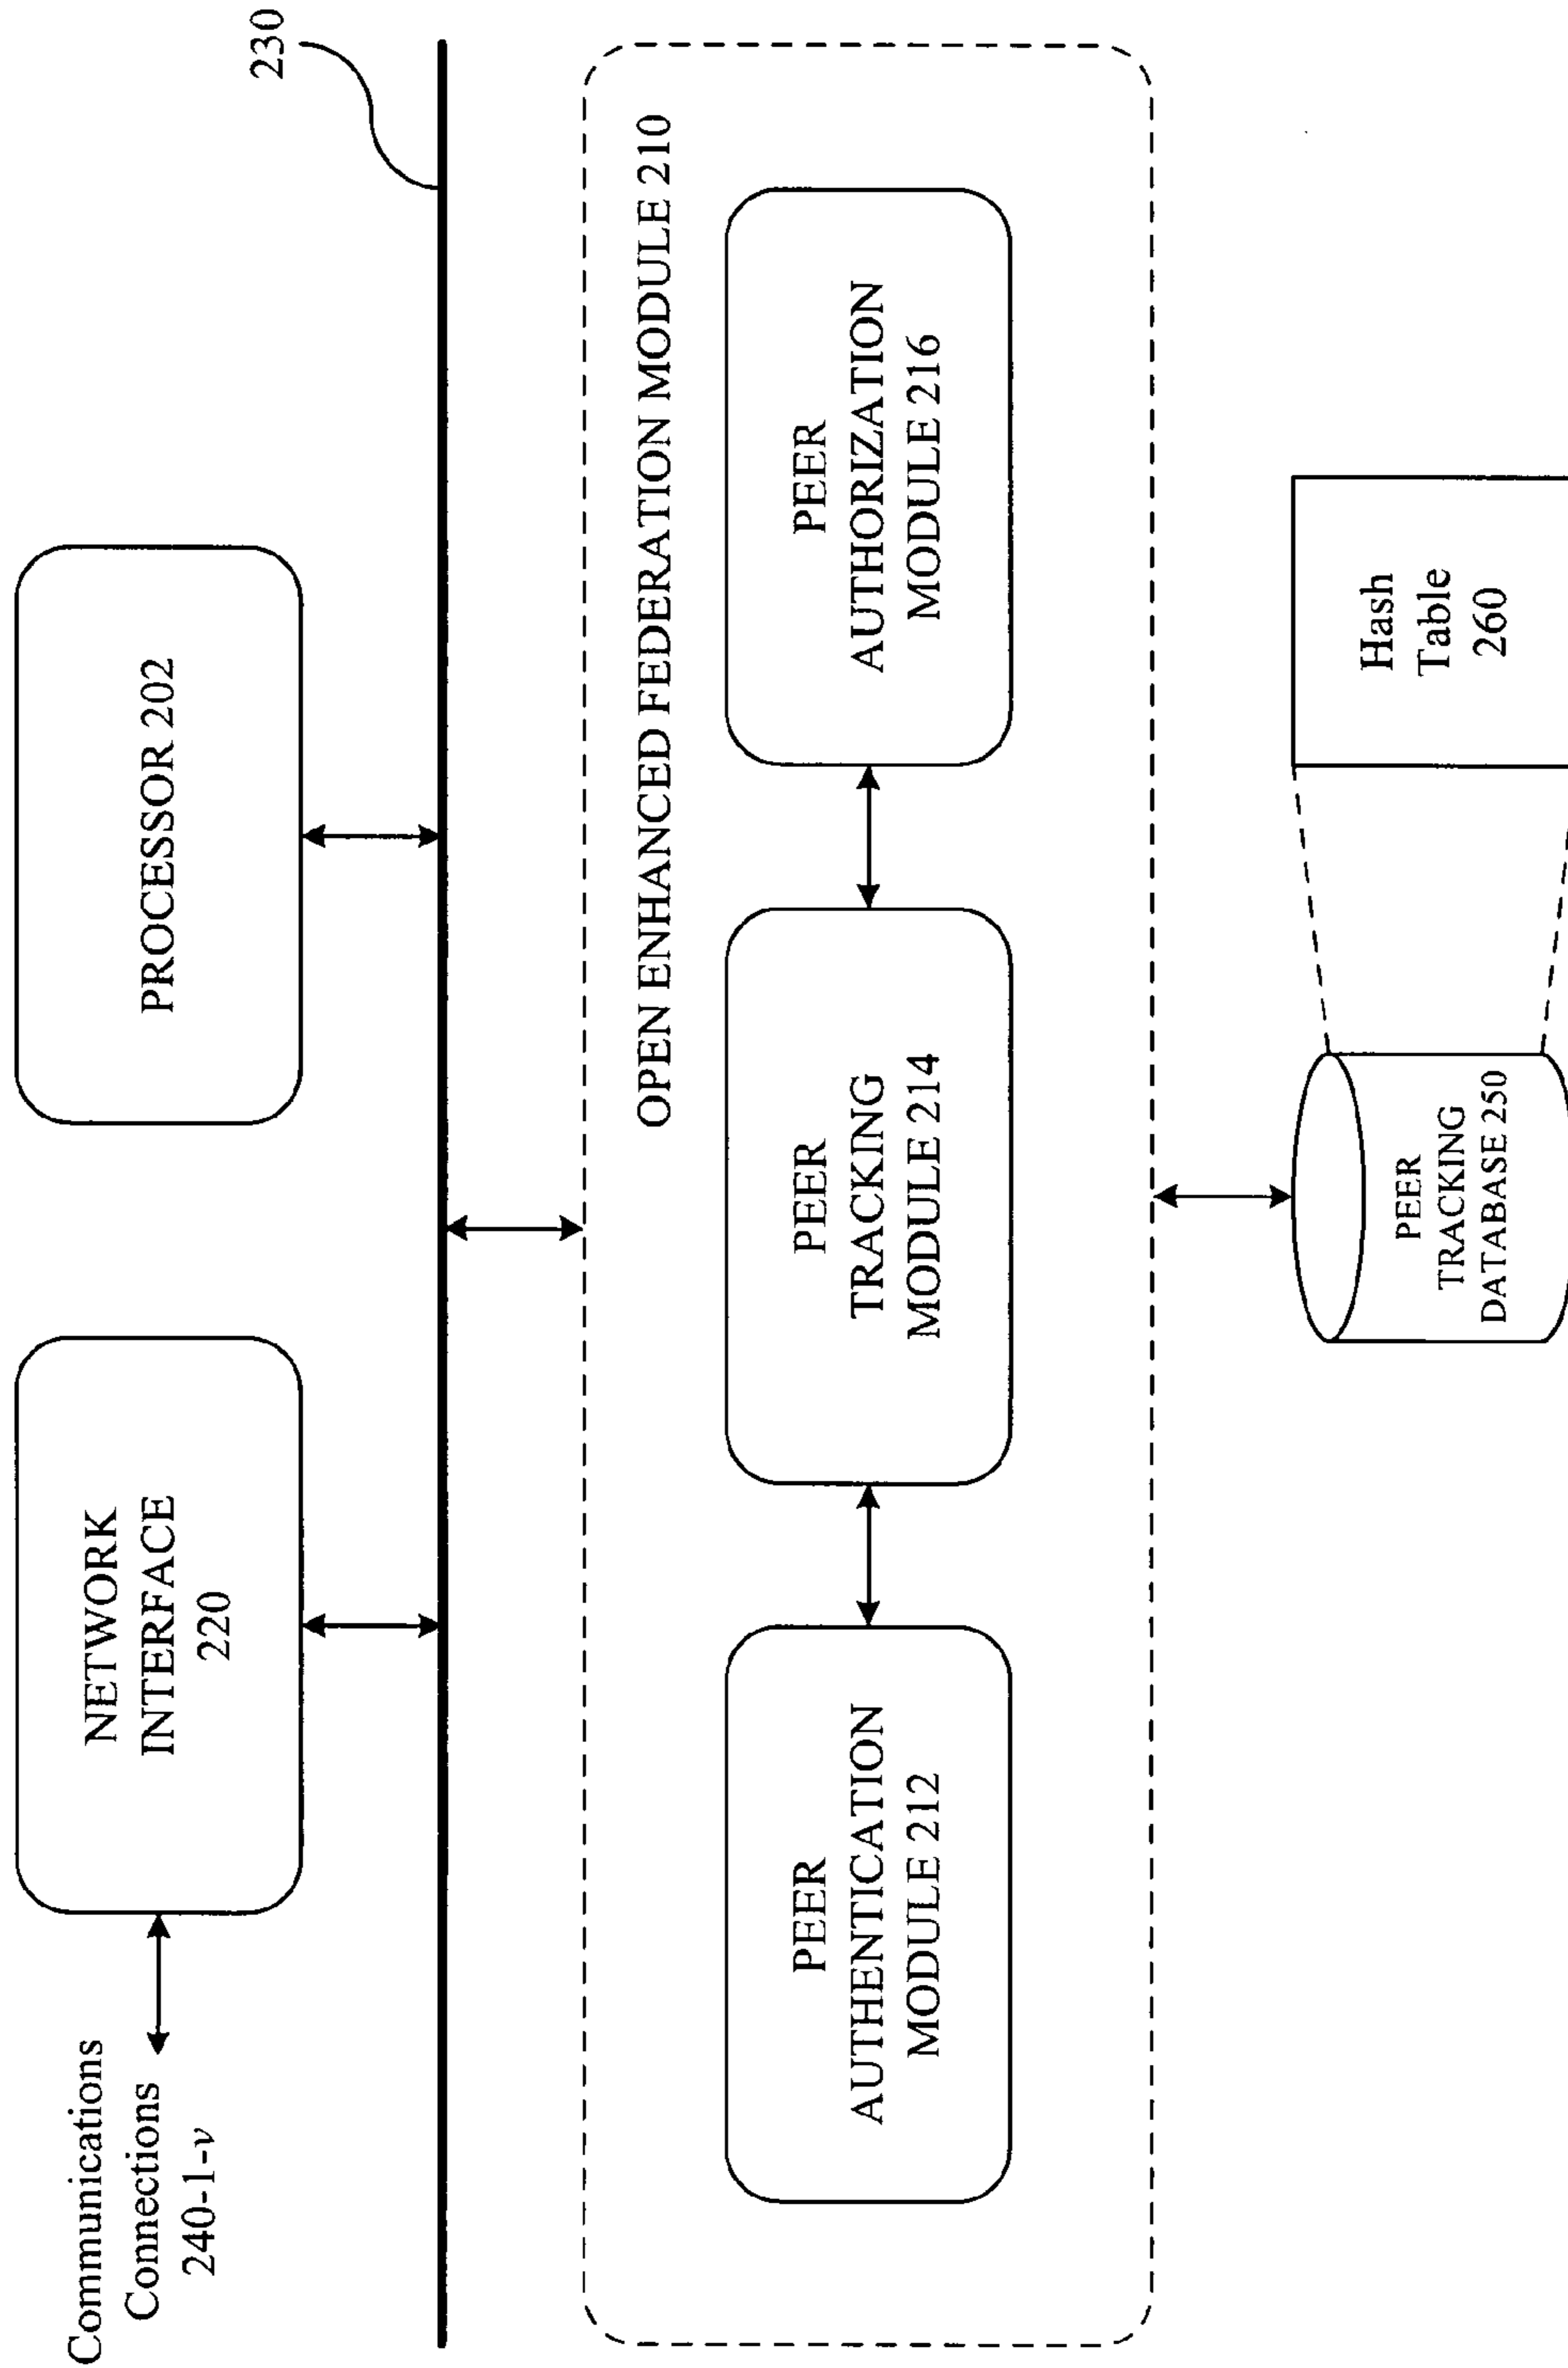 Communications
Connections
240-1-v
NETWORK
INTERFACE
220
PROCESSOR 202
230
OPEN ENHANCED FEDERATION MODULE 210
PEER
AUTHENTICATION
MODULE 212
PEER
TRACKING
MODULE 214
PEER
AUTHORIZATION
MODULE 216
PEER
TRACKING
DATABASE 250
Hash
Table
260